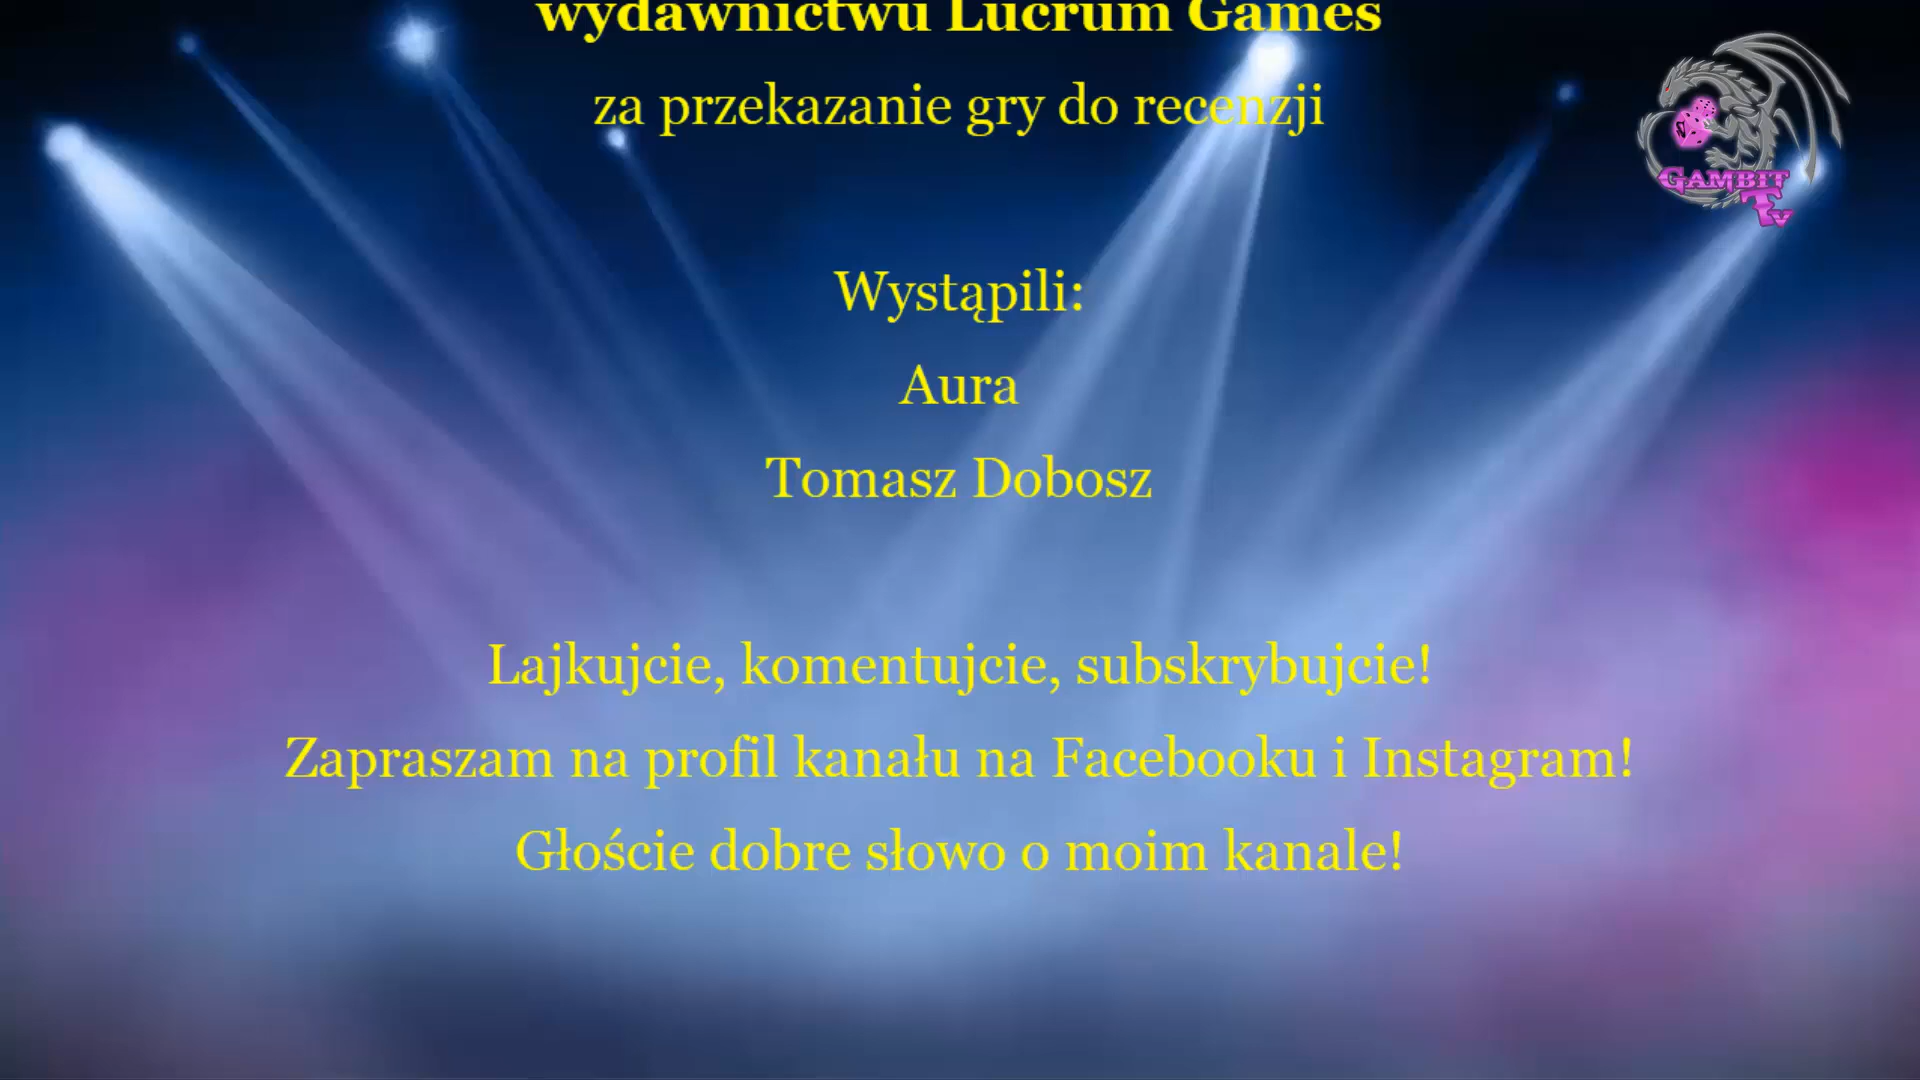 wydawnictwu Lucrum Games
za przekazanie gry do recenzji
Wystąpili:
Aura
Tomasz Dobosz
Lajkujcie, komentujcie, subskrybujcie!
Zapraszam na profil kanału na Facebooku i Instagram!
Głoście dobre słowo o moim kanale!
GAMBIT
TV